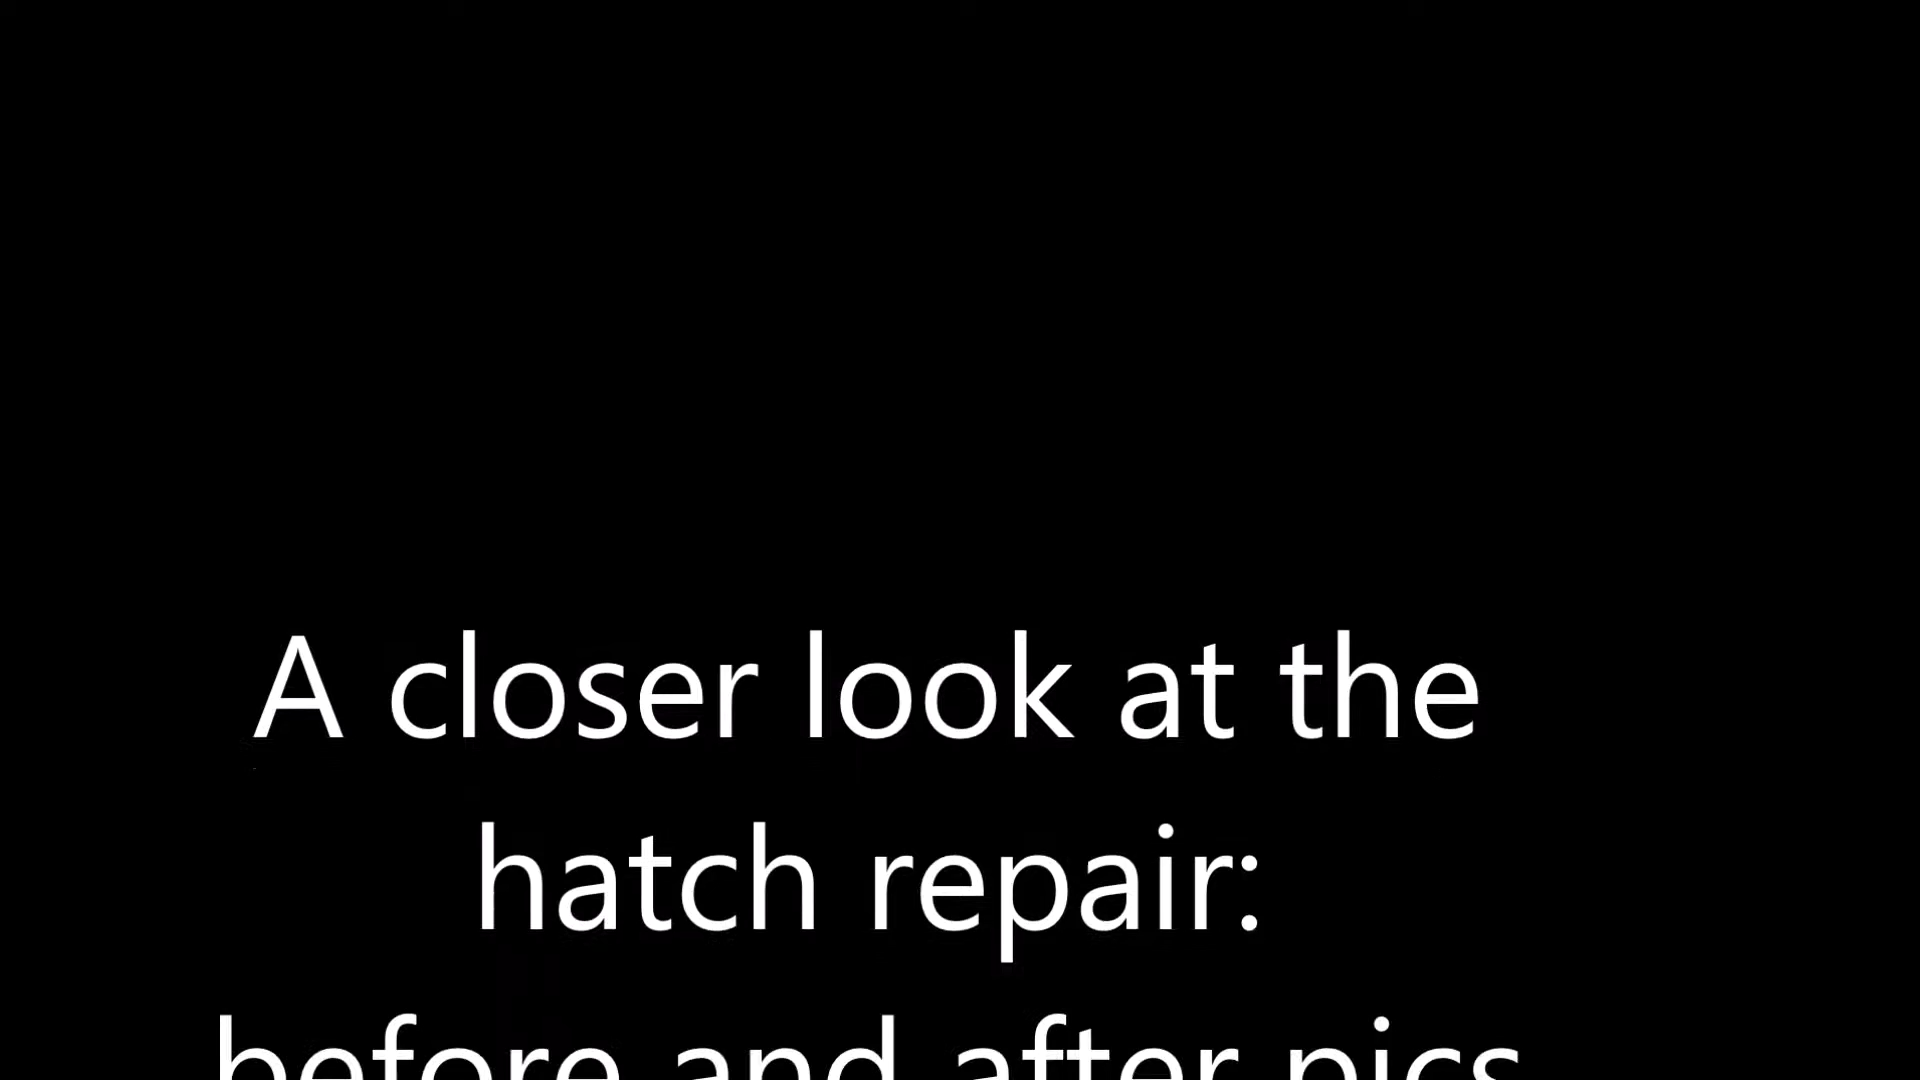 A closer look at the
hatch repair:
before and after pics